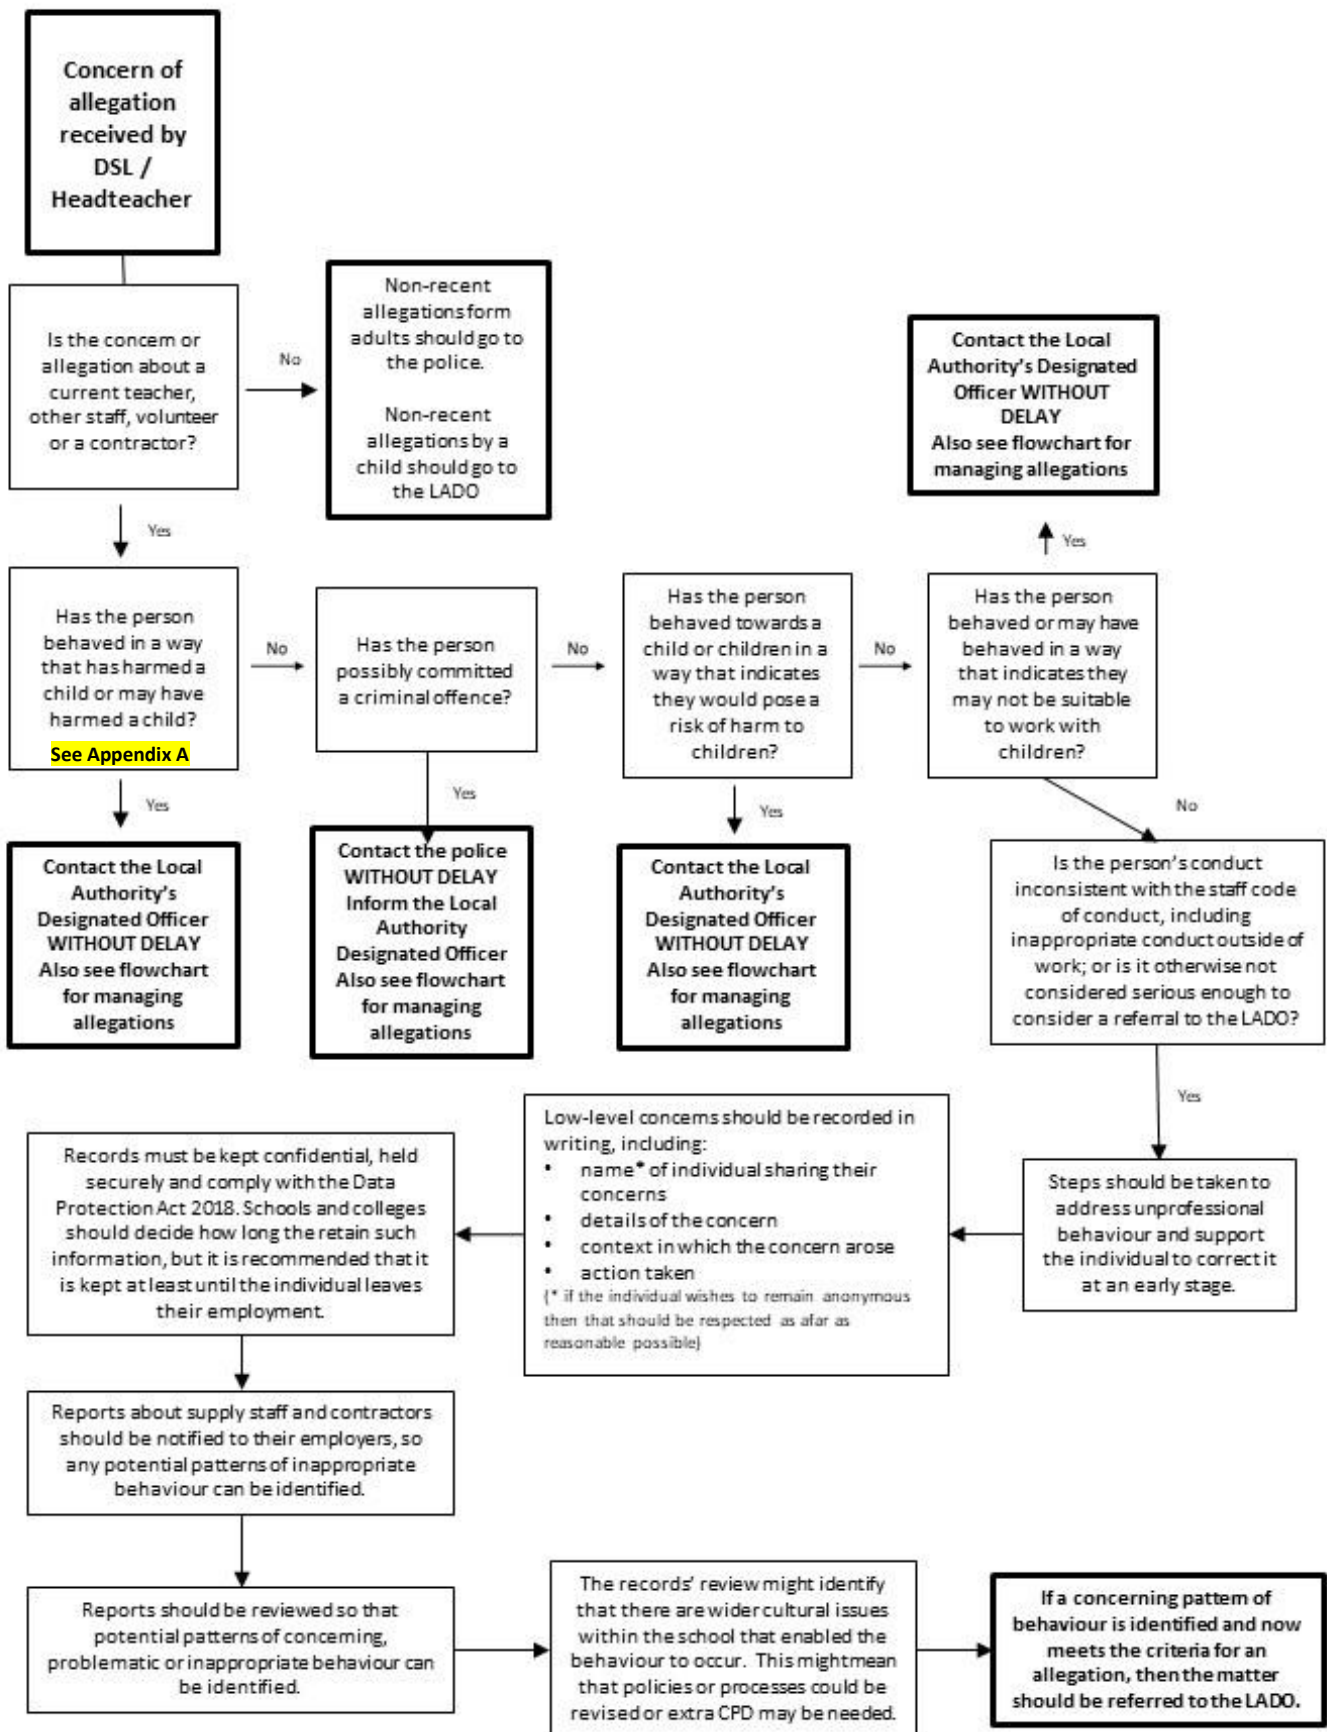 Concern of
allegation
received by
DSL /
Headteacher
Is the concern or
allegation about a
current teacher,
other staff, volunteer
or a contractor?
No
Non-recent
allegations form
adults should go to
the police.
Non-recent
allegations by a
child should go to
the LADO
Yes
Has the person
behaved in a way
that has harmed a
child or may have
harmed a child?
See Appendix A
No
Has the person
possibly committed
a criminal offence?
No
Has the person
behaved towards a
child or children in a
way that indicates
they would pose a
risk of harm to
children?
No
Has the person
behaved or may have
behaved in a way
that indicates they
may not be suitable
to work with
children?
Yes
Contact the Local
Authority's Designated
Officer WITHOUT
DELAY
Also see flowchart for
managing allegations
Yes
Contact the Local
Authority's
Designated Officer
WITHOUT DELAY
Also see flowchart
for managing
allegations
Yes
Contact the police
WITHOUT DELAY
Inform the Local
Authority
Designated Officer
Also see flowchart
for managing
allegations
Yes
Contact the Local
Authority's
Designated Officer
WITHOUT DELAY
Also see flowchart
for managing
allegations
No
Is the person's conduct
inconsistent with the staff code
of conduct, including
inappropriate conduct outside of
work; or is it otherwise not
considered serious enough to
consider a referral to the LADO?
Yes
Steps should be taken to
address unprofessional
behaviour and support
the individual to correct it
at an early stage.
Low-level concerns should be recorded in
writing, including:
• name* of individual sharing their
concerns
• details of the concern
• context in which the concern arose
• action taken
(* if the individual wishes to remain anonymous
then that should be respected as afar as
reasonable possible)
Records must be kept confidential, held
securely and comply with the Data
Protection Act 2018. Schools and colleges
should decide how long the retain such
information, but it is recommended that it
is kept at least until the individual leaves
their employment.
Reports about supply staff and contractors
should be notified to their employers, so
any potential patterns of inappropriate
behaviour can be identified.
Reports should be reviewed so that
potential patterns of concerning,
problematic or inappropriate behaviour can
be identified.
The records' review might identify
that there are wider cultural issues
within the school that enabled the
behaviour to occur. This might mean
that policies or processes could be
revised or extra CPD may be needed.
If a concerning pattern of
behaviour is identified and now
meets the criteria for an
allegation, then the matter
should be referred to the LADO.